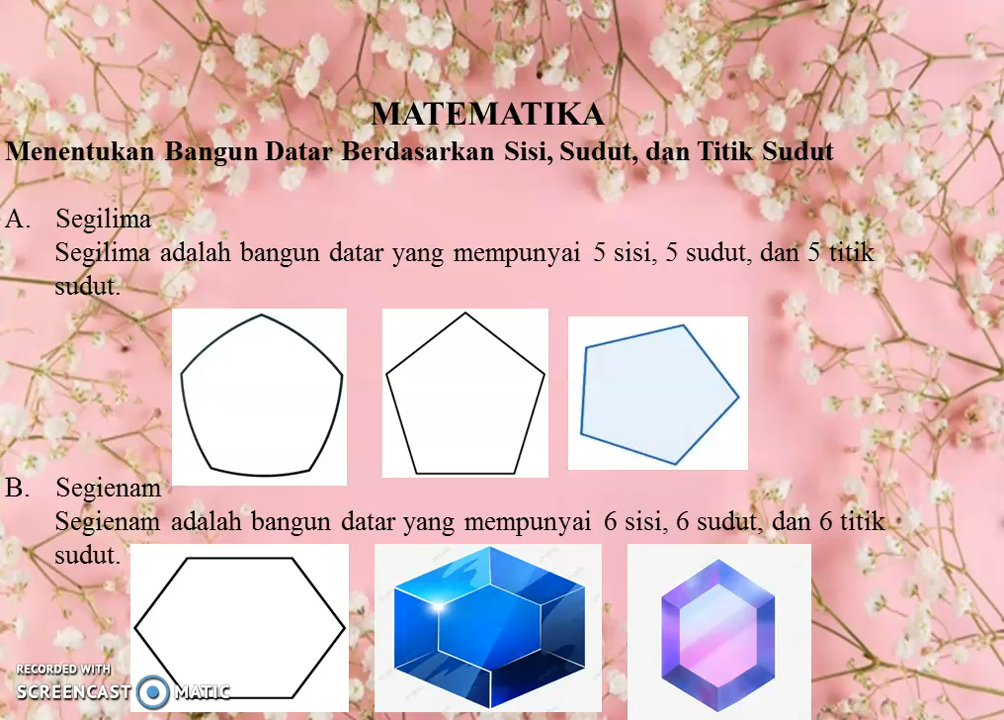 MATEMATIKA
Menentukan Bangun Datar Berdasarkan Sisi, Sudut, dan Titik Sudut
A. Segilima
Segilima adalah bangun datar yang mempunyai 5 sisi, 5 sudut, dan 5 titik
sudut.
B. Segienam
Segienam adalah bangun datar yang mempunyai 6 sisi, 6 sudut, dan 6 titik
sudut.
RECORDED WITH
SCREENCAST MATIC